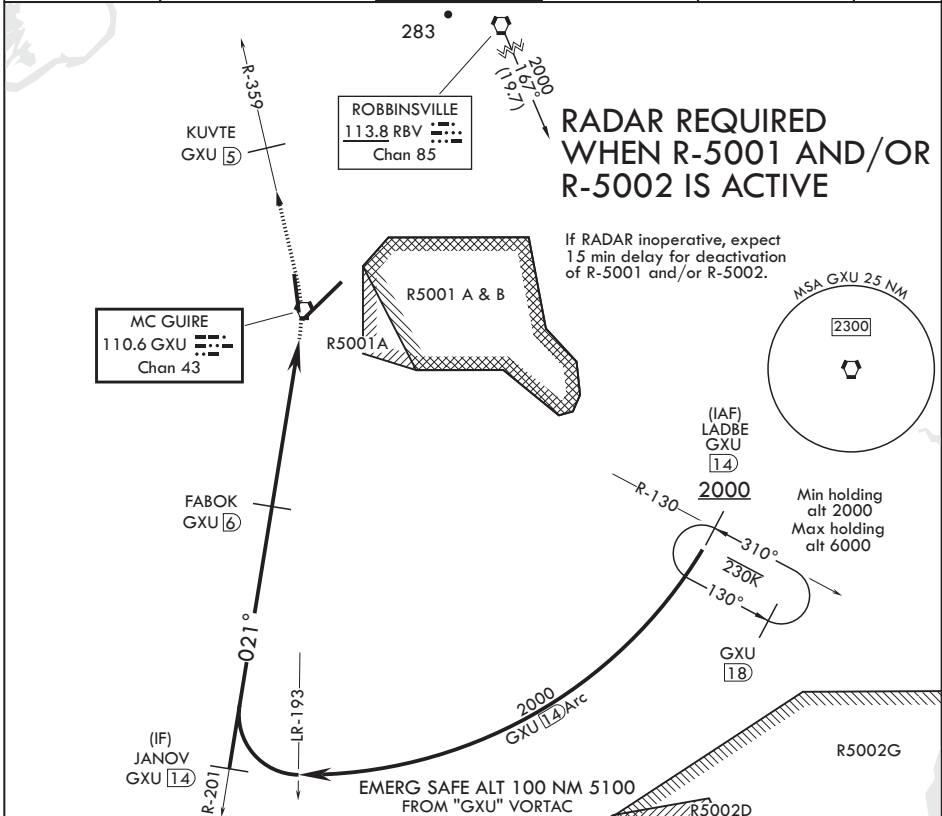 283
2000
167°
(19.7)
R-359
ROBBINSVILLE
113.8 RBV
Chan 85
RADAR REQUIRED
WHEN R-5001 AND/OR
R-5002 IS ACTIVE
KUVTE
GXU 5
If RADAR inoperative, expect
15 min delay for deactivation
of R-5001 and/or R-5002.
R5001 A & B
MSA GXU 25 NM
2300
MC GUIRE
110.6 GXU
Chan 43
R5001A
(IAF)
LADBE
GXU
14
2000
R-130
Min holding
alt 2000
Max holding
alt 6000
FABOK
GXU 6
310°
230K
130°
GXU
18
021°
LR-193
2000
GXU 14 Arc
(IF)
JANOV
GXU 14
R-201
R5002G
EMERG SAFE ALT 100 NM 5100
FROM "GXU" VORTAC
R5002D